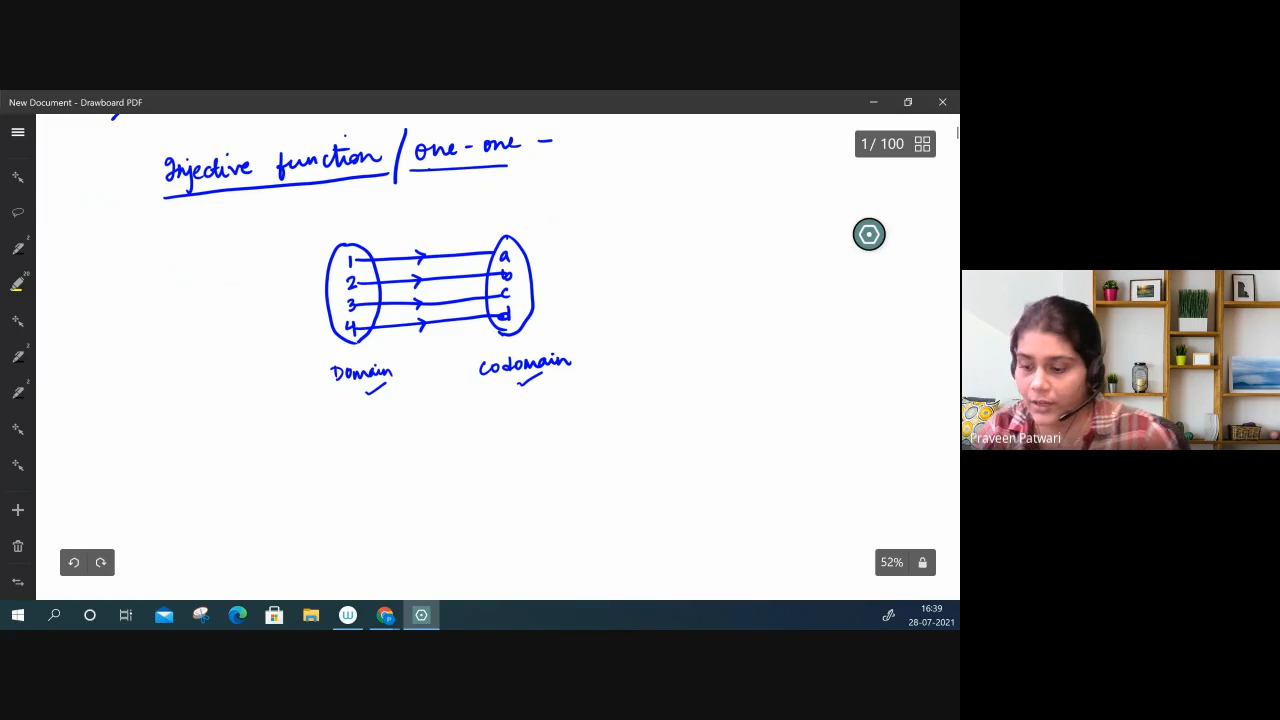 New Document - Drawboard PDF
Injective function / one-one -
1 / 100
1 a
2 b
3 c
4 d
Domain codomain
Praveen Patwari
52%
16:39
28-07-2021